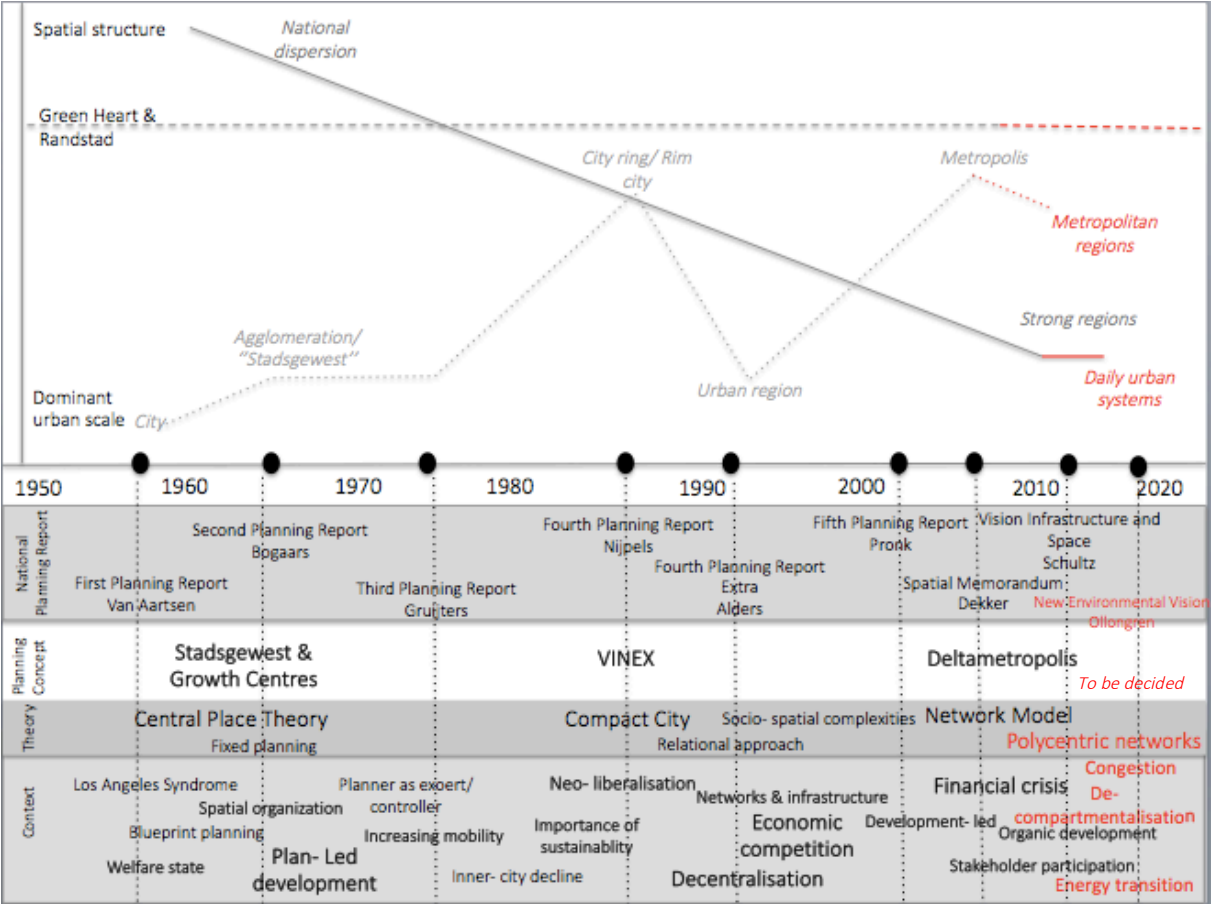 Spatial structure
National
dispersion
Green Heart &
Randstad
City ring/ Rim
city
Metropolis
Metropolitan
regions
Strong regions
Agglomeration/
“Stadsgewest”
Urban region
Daily urban
systems
Dominant
urban scale
City
1950 1960 1970 1980 1990 2000 2010 2020
National
Planning Report
Second Planning Report
Bogaars
First Planning Report
Van Aartsen
Third Planning Report
Gruijters
Fourth Planning Report
Nijpels
Fourth Planning Report
Extra
Alders
Fifth Planning Report
Pronk
Vision Infrastructure and
Space
Schultz
Spatial Memorandum
Dekker
New Environmental Vision
Ollongren
Planning
Concept
Stadsgewest &
Growth Centres
VINEX
Deltametropolis
To be decided
Theory
Central Place Theory
Fixed planning
Compact City
Socio- spatial complexities
Relational approach
Network Model
Polycentric networks
Context
Los Angeles Syndrome
Spatial organization
Blueprint planning
Welfare state
Plan- Led
development
Planner as expert/
controller
Increasing mobility
Inner- city decline
Neo- liberalisation
Importance of
sustainablity
Networks & infrastructure
Economic
competition
Decentralisation
Development- led
Financial crisis
Congestion
De-
compartmentalisation
Organic development
Stakeholder participation
Energy transition